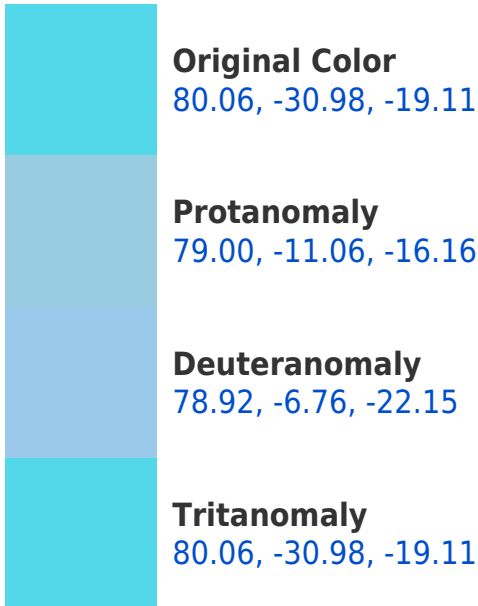 Original Color
80.06, -30.98, -19.11
Protanomaly
79.00, -11.06, -16.16
Deuteranomaly
78.92, -6.76, -22.15
Tritanomaly
80.06, -30.98, -19.11